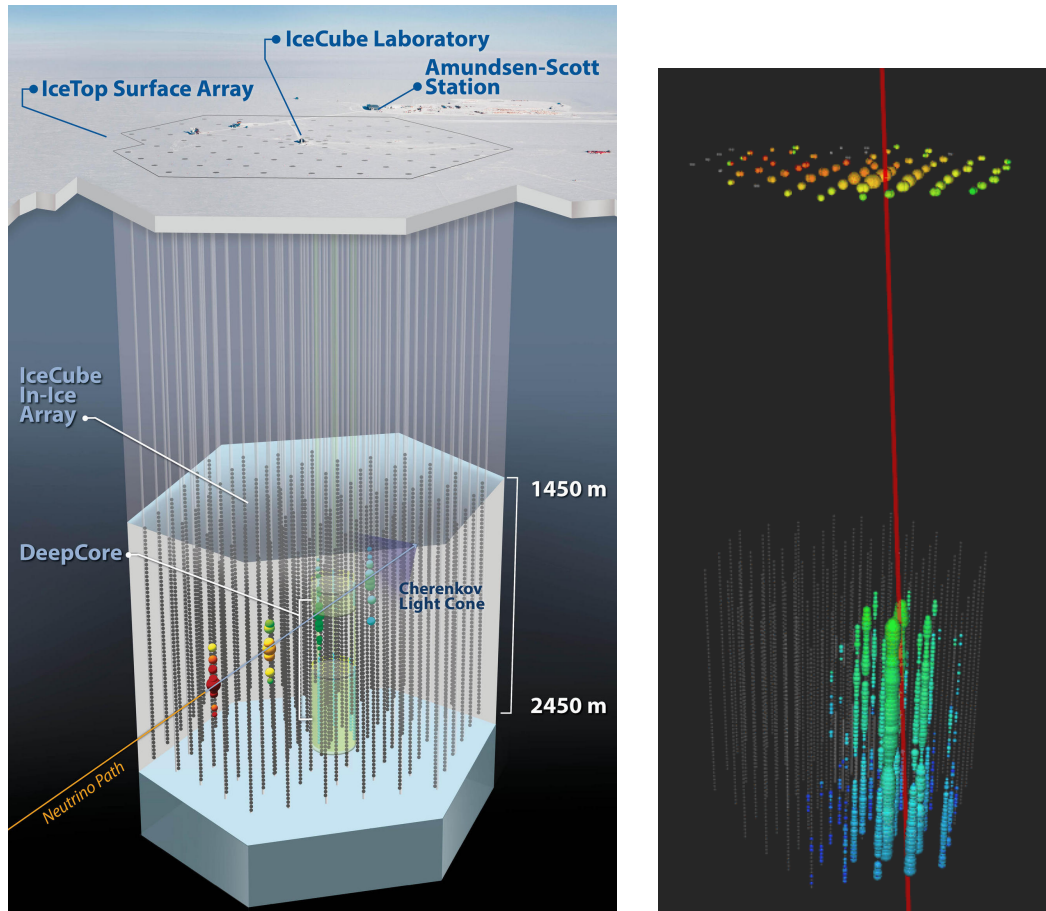 IceCube Laboratory
Amundsen-Scott
Station
IceTop Surface Array
IceCube
In-Ice
Array
1450 m
DeepCore
Cherenkov
Light Cone
2450 m
Neutrino Path